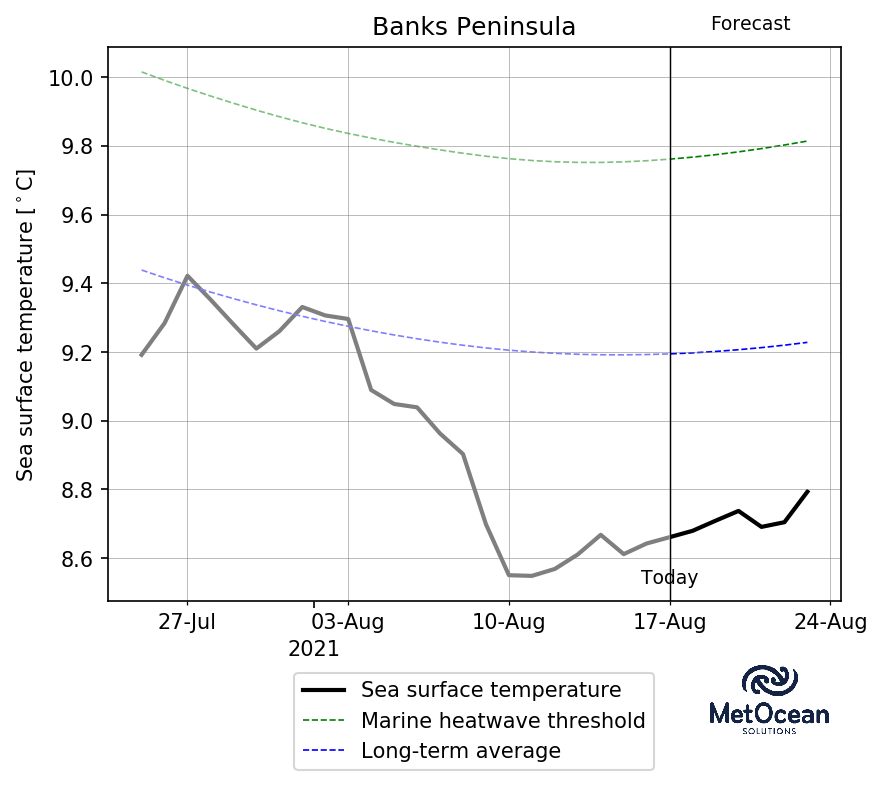 Banks Peninsula
Forecast
Sea surface temperature [°C]
10.0
9.8
9.6
9.4
9.2
9.0
8.8
8.6
Today
27-Jul 03-Aug 10-Aug 17-Aug 24-Aug
2021
Sea surface temperature
Marine heatwave threshold
Long-term average
MetOcean
SOLUTIONS